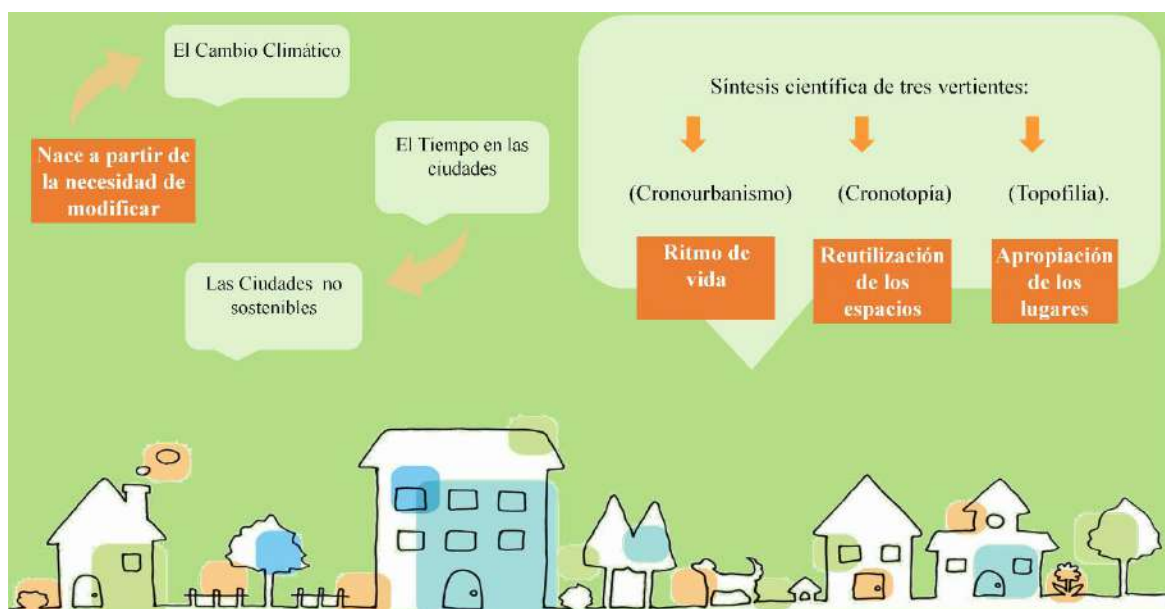 El Cambio Climático
Nace a partir de
la necesidad de
modificar
El Tiempo en las
ciudades
Las Ciudades no
sostenibles
Síntesis científica de tres vertientes:
(Cronourbanismo)
(Cronotopía)
(Topofilia).
Ritmo de
vida
Reutilización
de los
espacios
Apropiación
de los
lugares